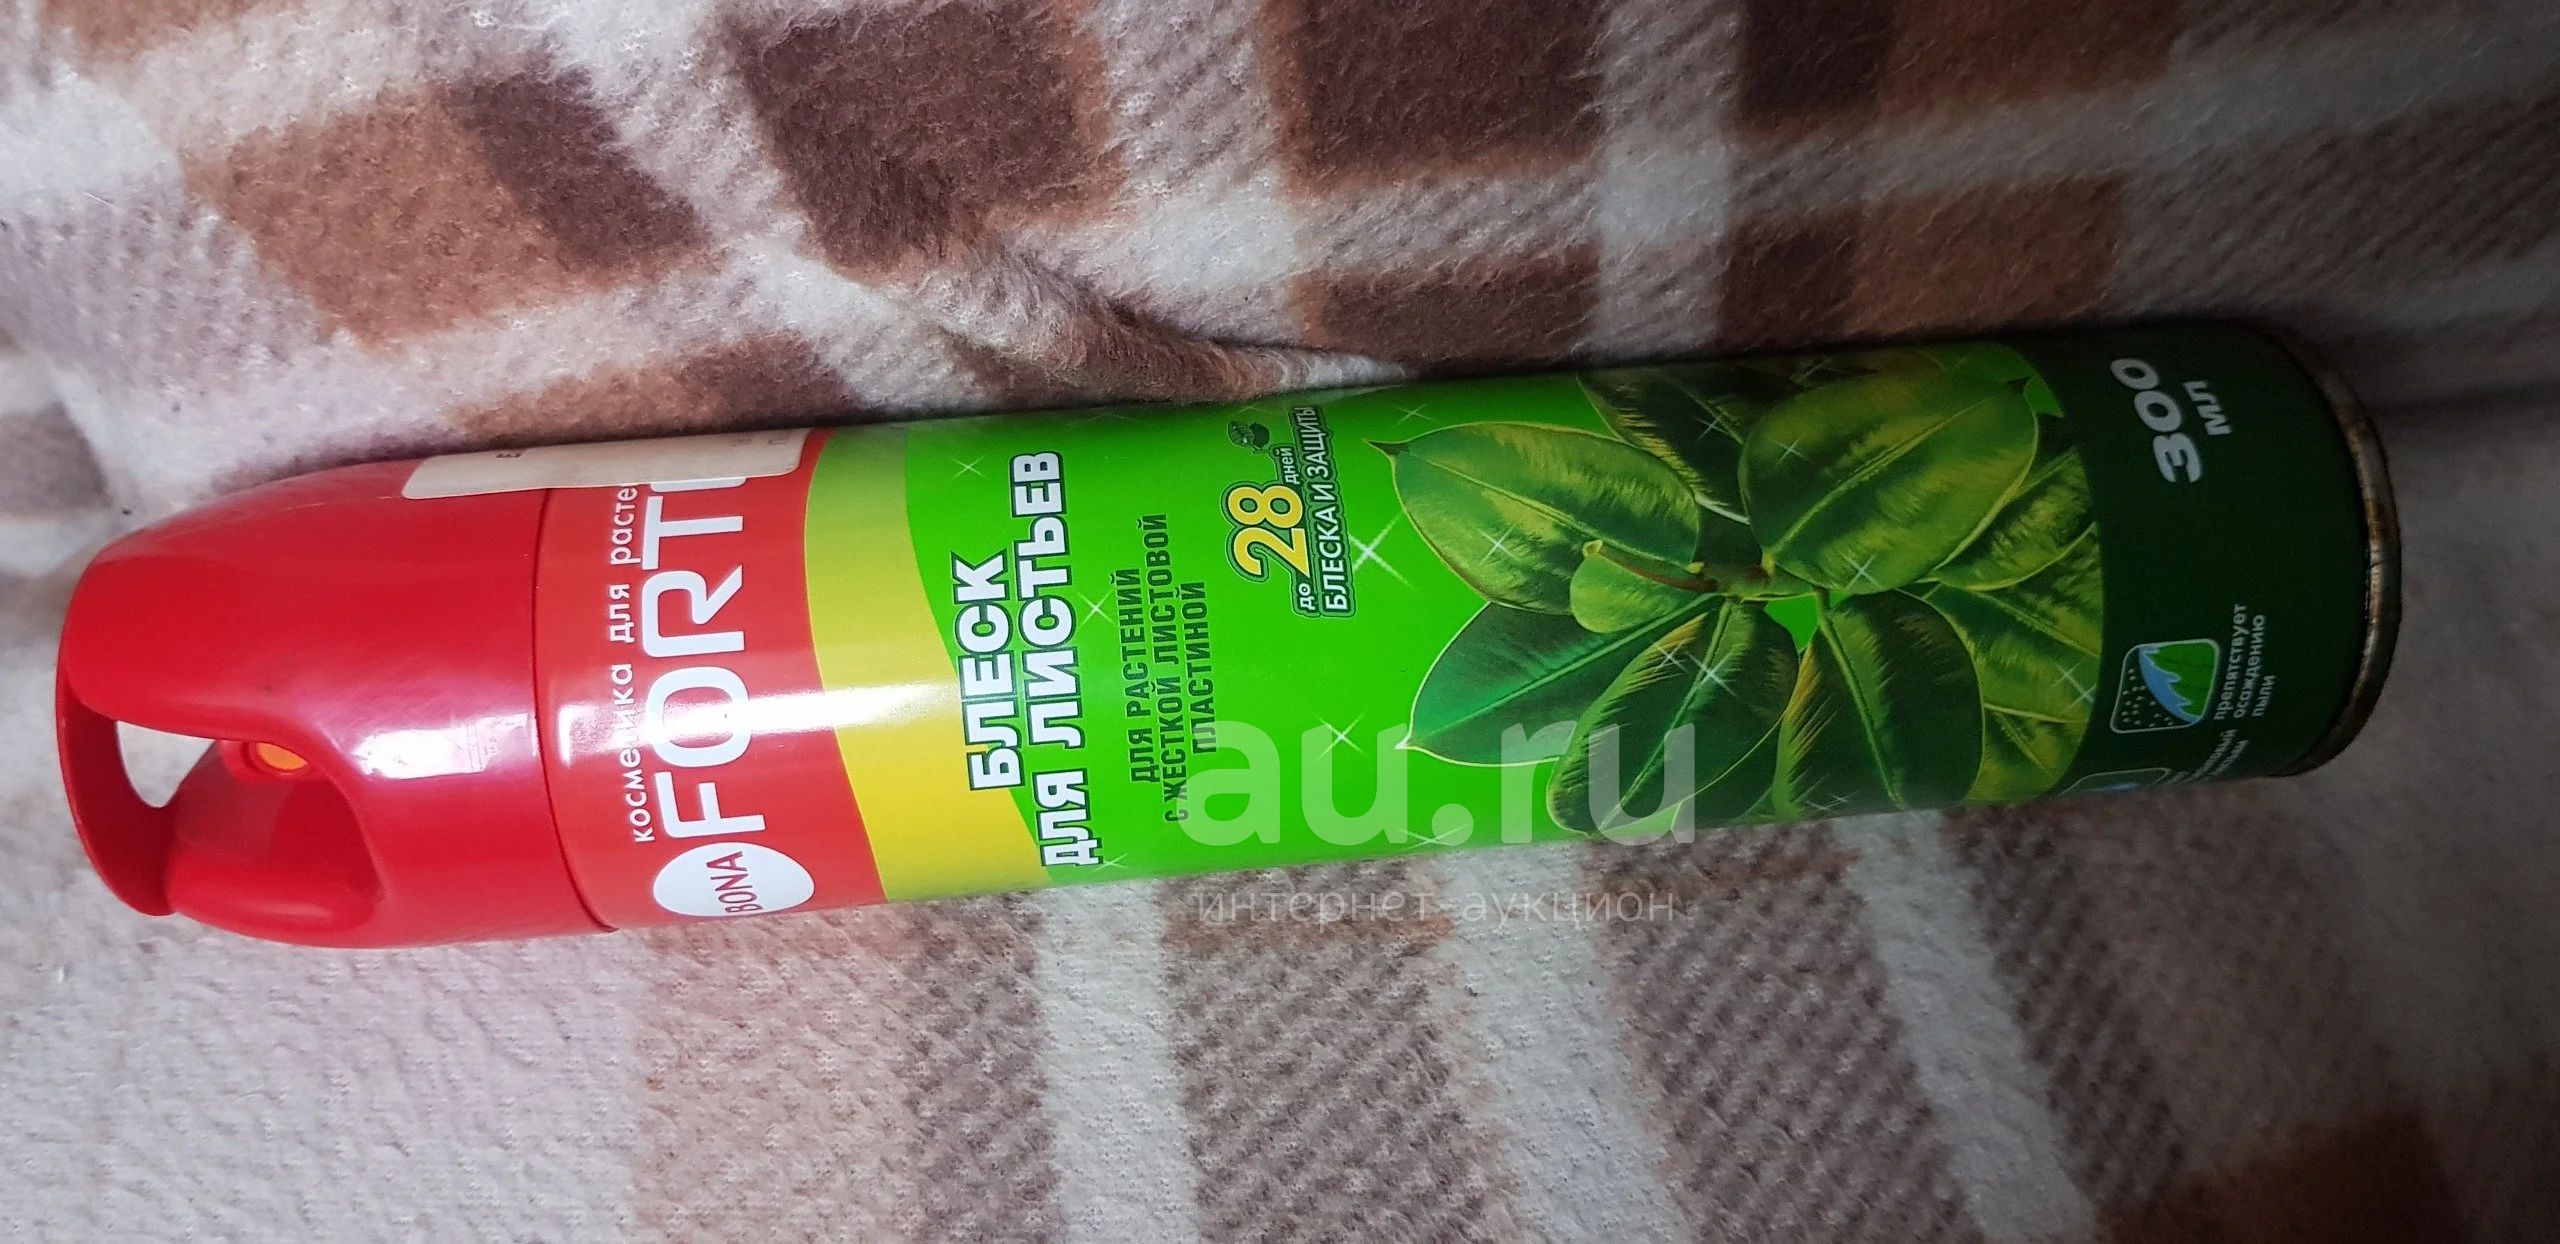 косметика для расте
BONA
FORT
БЛЕСК
ДЛЯ ЛИСТЬЕВ
ДЛЯ РАСТЕНИЙ
С ЖЕСТКОЙ ЛИСТОВОЙ
ПЛАСТИНОЙ
до 28 дней
БЛЕСКА И ЗАЩИТЫ
300
МЛ
препятствует
осаждению
пыли
au.ru
интернет-аукцион